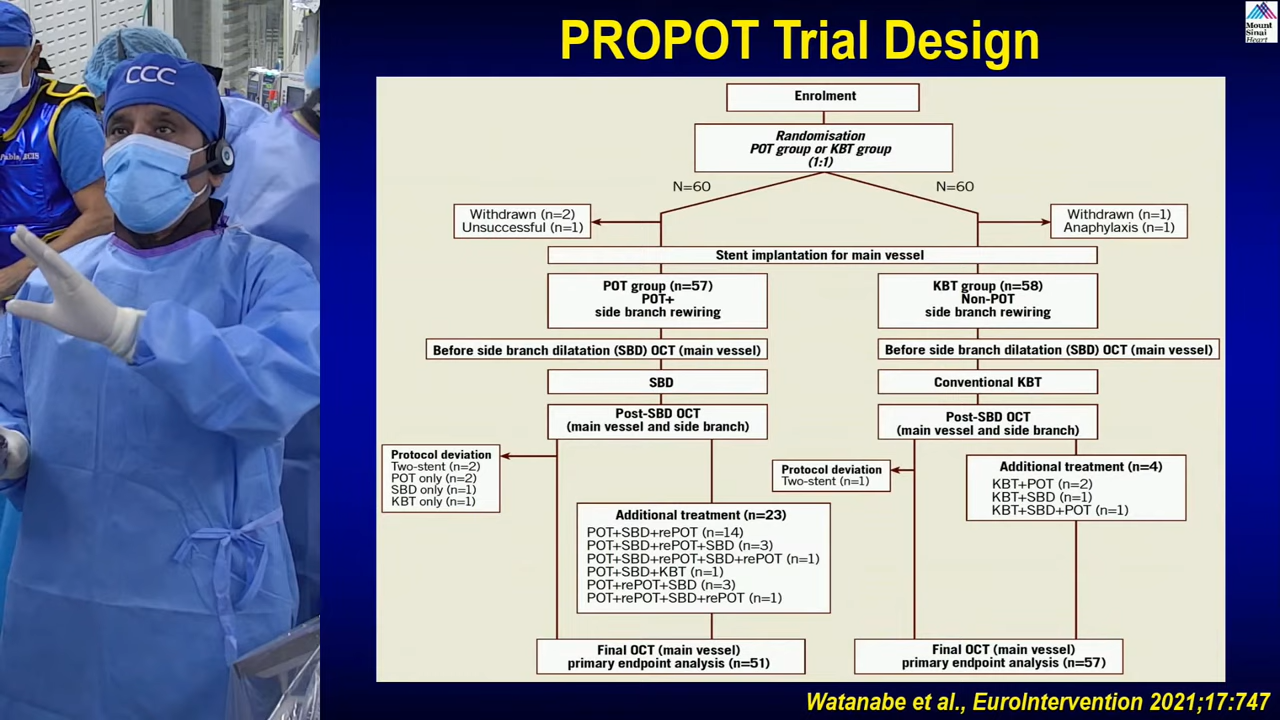 PROPOT Trial Design
Mount
Sinai
Heart
CCC
Enrolment
Randomisation
POT group or KBT group
(1:1)
N=60
N=60
Withdrawn (n=2)
Unsuccessful (n=1)
Withdrawn (n=1)
Anaphylaxis (n=1)
Stent implantation for main vessel
POT group (n=57)
POT+
side branch rewiring
KBT group (n=58)
Non-POT
side branch rewiring
Before side branch dilatation (SBD) OCT (main vessel)
Before side branch dilatation (SBD) OCT (main vessel)
SBD
Conventional KBT
Post-SBD OCT
(main vessel and side branch)
Post-SBD OCT
(main vessel and side branch)
Protocol deviation
Two-stent (n=2)
POT only (n=2)
SBD only (n=1)
KBT only (n=1)
Protocol deviation
Two-stent (n=1)
Additional treatment (n=4)
KBT+POT (n=2)
KBT+SBD (n=1)
KBT+SBD+POT (n=1)
Additional treatment (n=23)
POT+SBD+rePOT (n=14)
POT+SBD+rePOT+SBD (n=3)
POT+SBD+rePOT+SBD+rePOT (n=1)
POT+SBD+KBT (n=1)
POT+rePOT+SBD (n=3)
POT+rePOT+SBD+rePOT (n=1)
Final OCT (main vessel)
primary endpoint analysis (n=51)
Final OCT (main vessel)
primary endpoint analysis (n=57)
Watanabe et al., EuroIntervention 2021;17:747